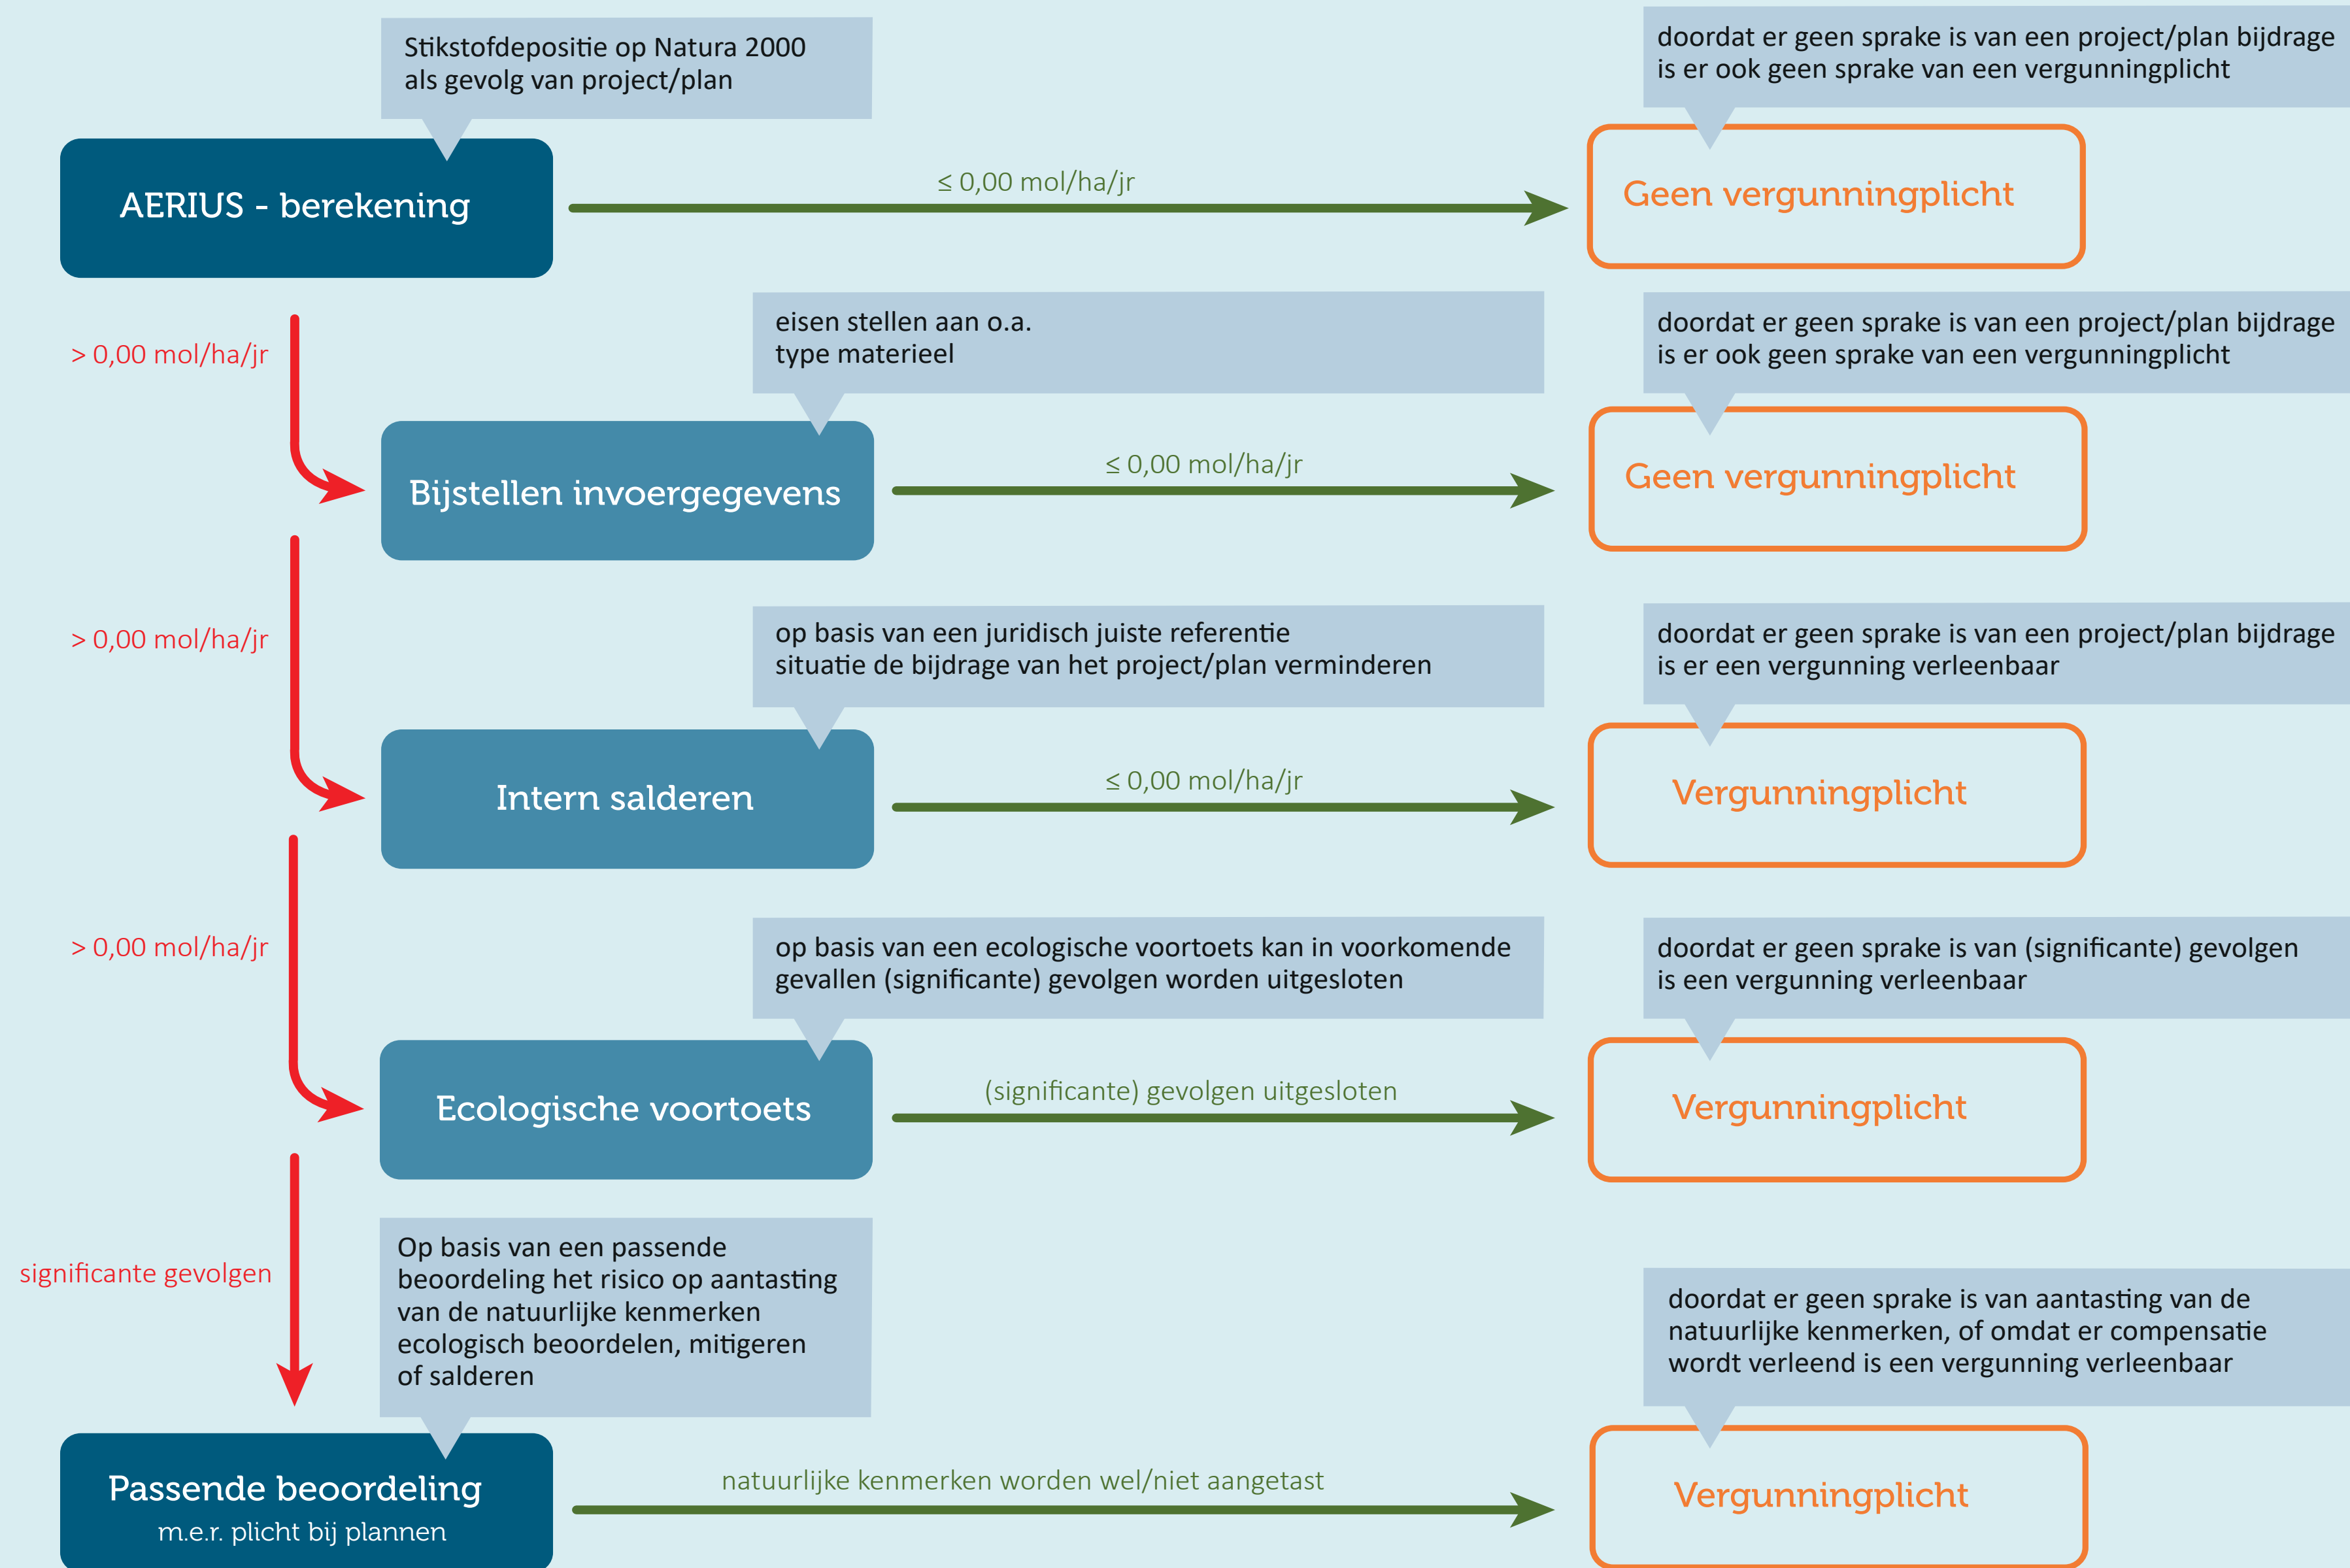 Stikstofdepositie op Natura 2000
als gevolg van project/plan
doordat er geen sprake is van een project/plan bijdrage
is er ook geen sprake van een vergunningplicht
AERIUS - berekening
≤ 0,00 mol/ha/jr
Geen vergunningplicht
> 0,00 mol/ha/jr
eisen stellen aan o.a.
type materieel
doordat er geen sprake is van een project/plan bijdrage
is er ook geen sprake van een vergunningplicht
Bijstellen invoergegevens
≤ 0,00 mol/ha/jr
Geen vergunningplicht
> 0,00 mol/ha/jr
op basis van een juridisch juiste referentie
situatie de bijdrage van het project/plan verminderen
doordat er geen sprake is van een project/plan bijdrage
is er een vergunning verleenbaar
Intern salderen
≤ 0,00 mol/ha/jr
Vergunningplicht
> 0,00 mol/ha/jr
op basis van een ecologische voortoets kan in voorkomende
gevallen (significante) gevolgen worden uitgesloten
doordat er geen sprake is van (significante) gevolgen
is een vergunning verleenbaar
Ecologische voortoets
(significante) gevolgen uitgesloten
Vergunningplicht
significante gevolgen
Op basis van een passende
beoordeling het risico op aantasting
van de natuurlijke kenmerken
ecologisch beoordelen, mitigeren
of salderen
doordat er geen sprake is van aantasting van de
natuurlijke kenmerken, of omdat er compensatie
wordt verleend is een vergunning verleenbaar
Passende beoordeling
m.e.r. plicht bij plannen
natuurlijke kenmerken worden wel/niet aangetast
Vergunningplicht